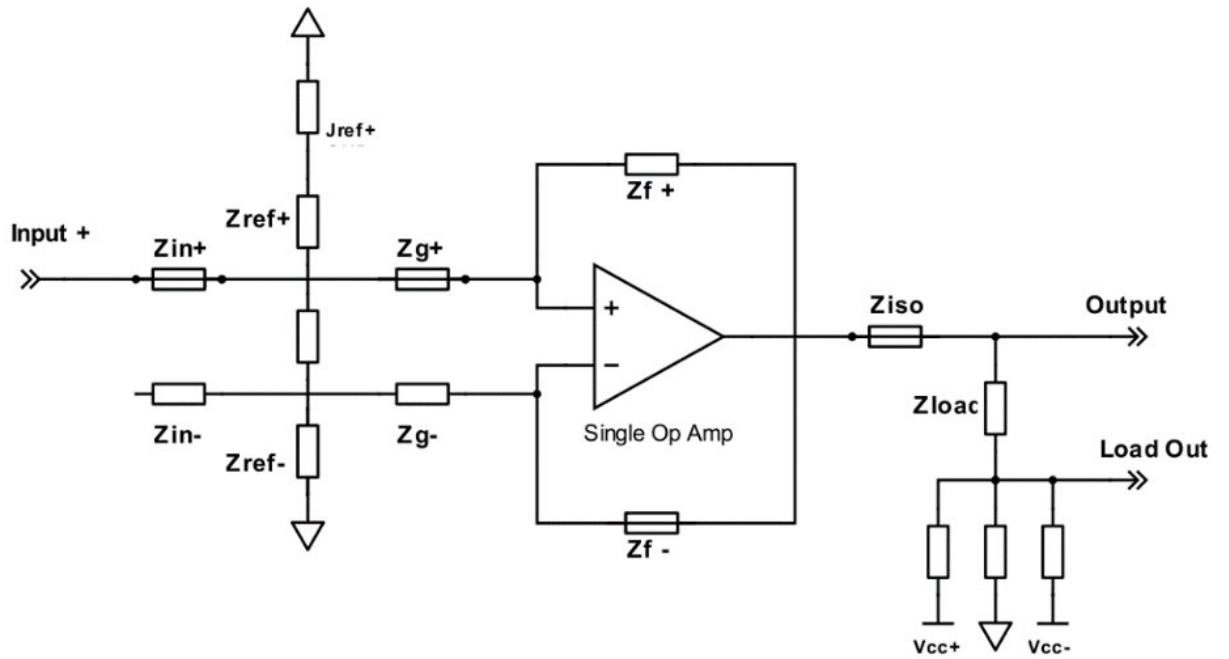 Jref+
Zref+
Zf +
Input +
Zin+
Zg+
+
Ziso
Output
−
Zload
Zin-
Zg-
Single Op Amp
Zref-
Load Out
Zf -
Vcc+
Vcc-